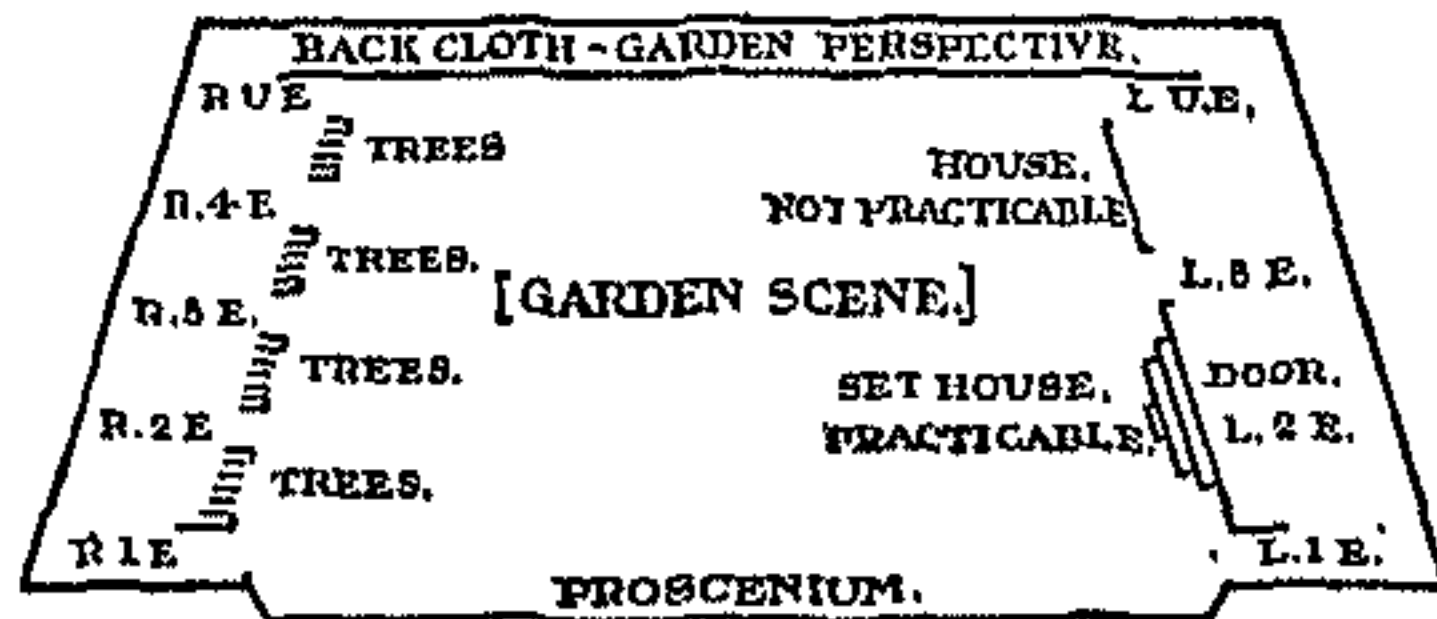 BACK CLOTH - GARDEN PERSPECTIVE.
R U E
L U.E.
TREES
HOUSE.
NOT PRACTICABLE
R.4 E
TREES.
L.3 E.
[GARDEN SCENE.]
R.3 E.
TREES.
SET HOUSE.
PRACTICABLE.
DOOR.
L.2 E.
R.2 E
TREES.
R 1 E
L.1 E.
PROSCENIUM.